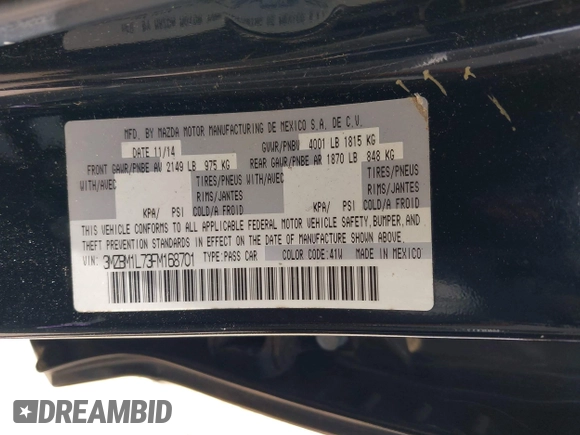 MFD. BY MAZDA MOTOR MANUFACTURING DE MEXICO S.A. DE C.V.
DATE 11/14 GVWR/PNBV 4001 LB 1815 KG
FRONT GAWR/PNBE AV 2149 LB 975 KG REAR GAWR/PNBE AR 1870 LB 848 KG
WITH/AVEC TIRES/PNEUS WITH/AVEC TIRES/PNEUS
RIMS/JANTES RIMS/JANTES
KPA/ PSI COLD/A FROID KPA/ PSI COLD/A FROID
THIS VEHICLE CONFORMS TO ALL APPLICABLE FEDERAL MOTOR VEHICLE SAFETY, BUMPER, AND
THEFT PREVENTION STANDARDS IN EFFECT ON THE DATE OF MANUFACTURE SHOWN ABOVE.
VIN: 3MZBM1L73FM168701 TYPE: PASS CAR COLOR CODE: 41W MADE IN MEXICO
DREAMBID